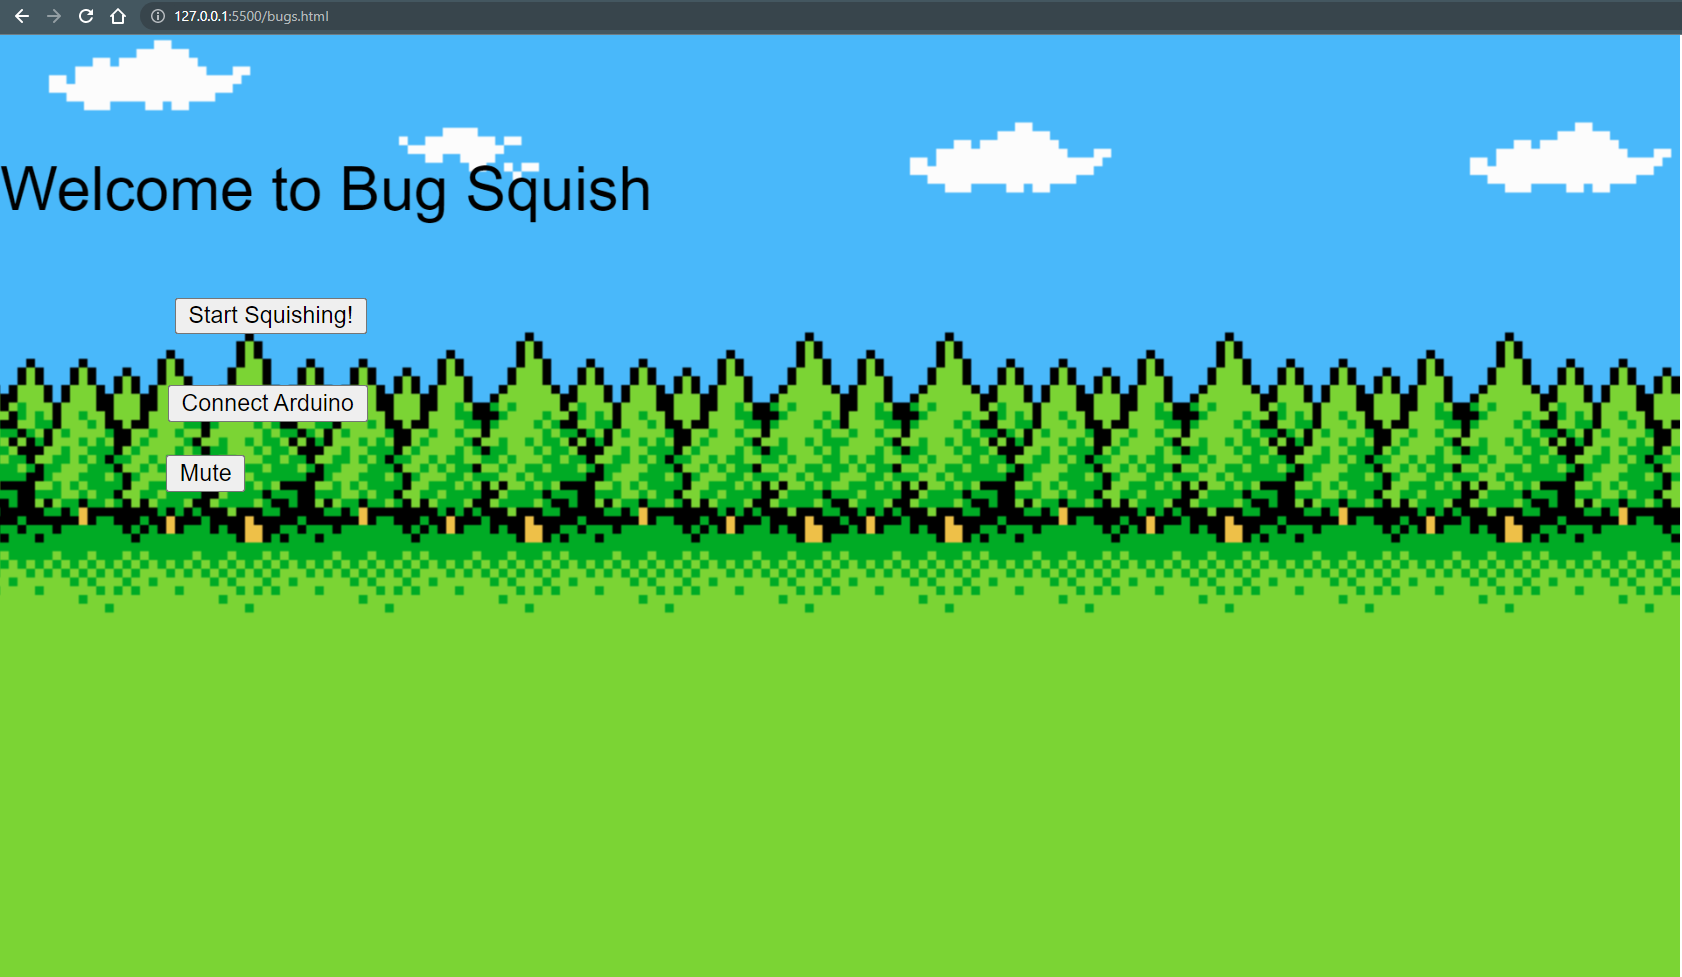 127.0.0.1:5500/bugs.html
Welcome to Bug Squish
Start Squishing!
Connect Arduino
Mute